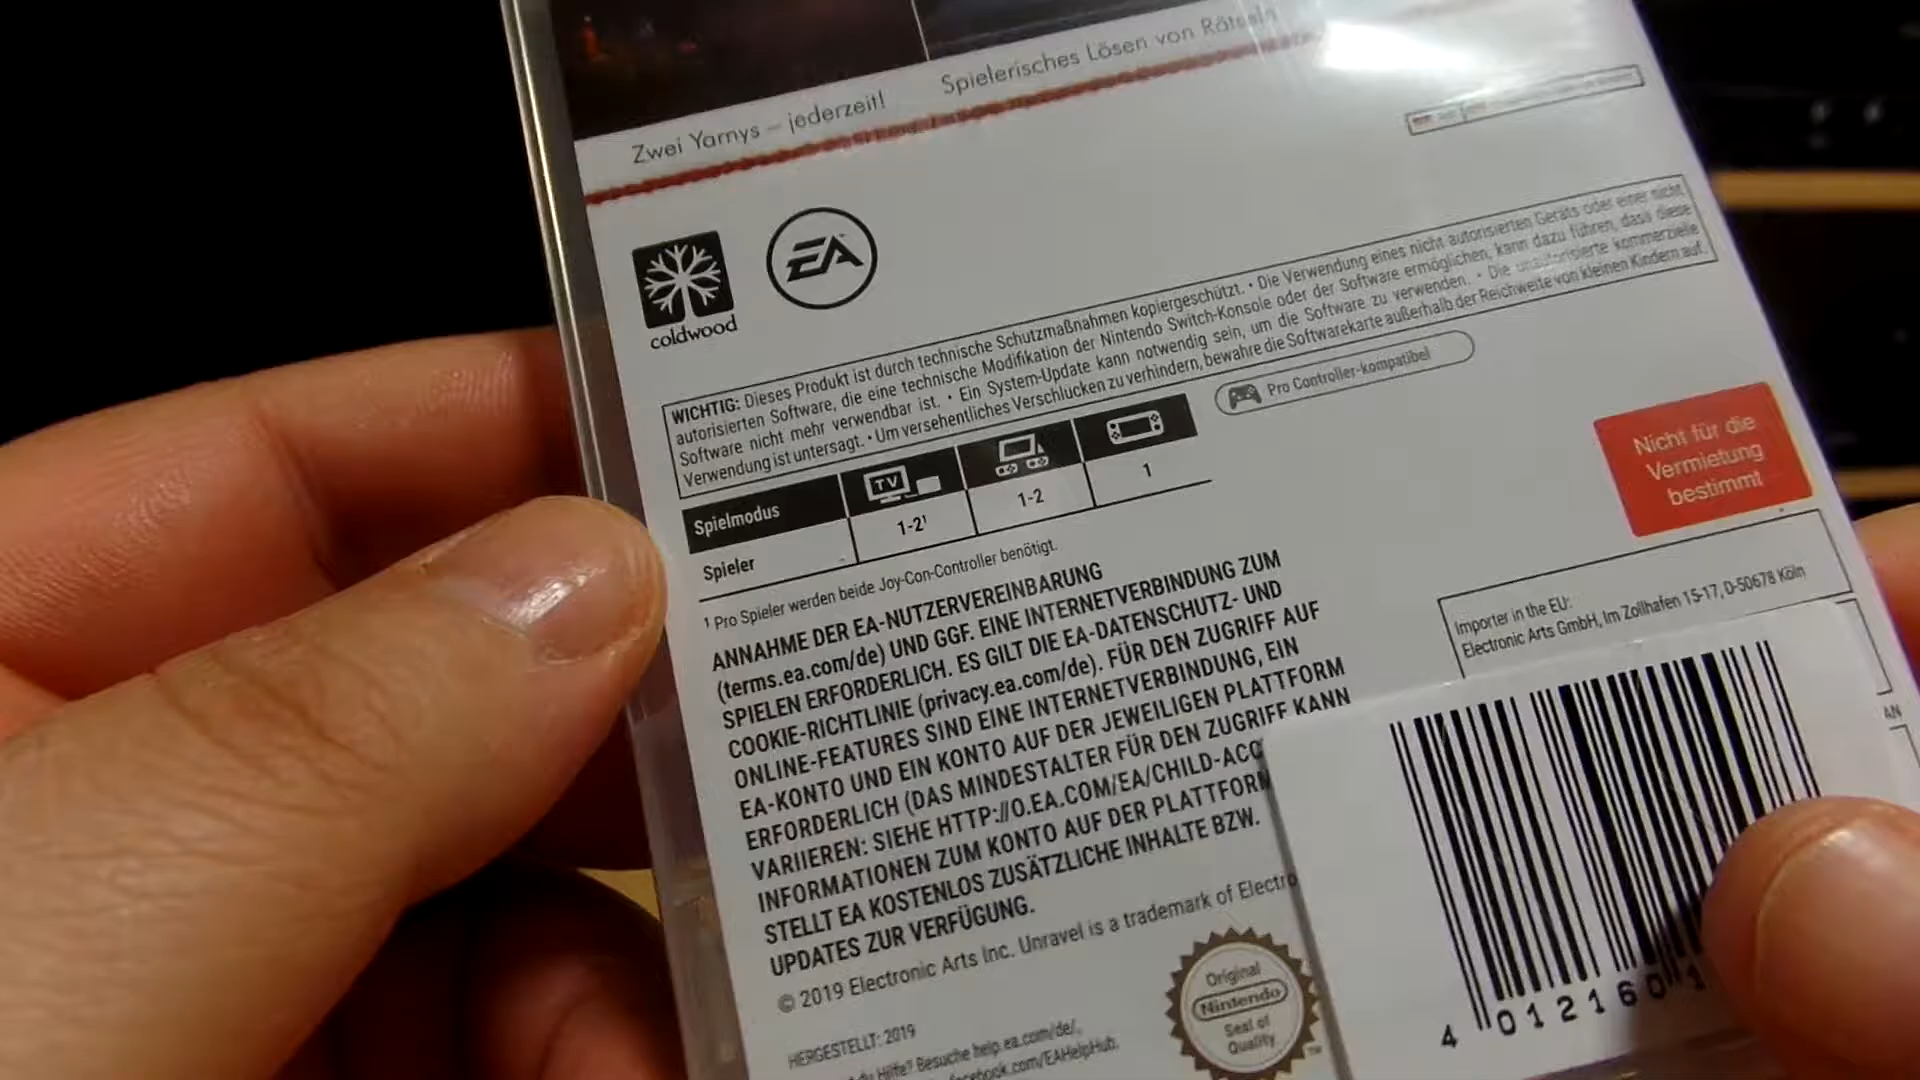 Zwei Yarnys – jederzeit!
Spielerisches Lösen von Rätseln
coldwood
EA
WICHTIG: Dieses Produkt ist durch technische Schutzmaßnahmen kopiergeschützt. • Die Verwendung eines nicht autorisierten Geräts oder einer nicht
autorisierten Software, die eine technische Modifikation der Nintendo Switch-Konsole oder der Software ermöglichen, kann dazu führen, dass diese
Software nicht mehr verwendbar ist. • Ein System-Update kann notwendig sein, um die Software zu verwenden. • Die unautorisierte kommerzielle
Verwendung ist untersagt. • Um versehentliches Verschlucken zu verhindern, bewahre die Softwarekarte außerhalb der Reichweite von kleinen Kindern auf.
Pro Controller-kompatibel
Nicht für die
Vermietung
bestimmt
Spielmodus TV
Spieler 1-2¹ 1-2 1
¹ Pro Spieler werden beide Joy-Con-Controller benötigt.
ANNAHME DER EA-NUTZERVEREINBARUNG
(terms.ea.com/de) UND GGF. EINE INTERNETVERBINDUNG ZUM
SPIELEN ERFORDERLICH. ES GILT DIE EA-DATENSCHUTZ- UND
COOKIE-RICHTLINIE (privacy.ea.com/de). FÜR DEN ZUGRIFF AUF
ONLINE-FEATURES SIND EINE INTERNETVERBINDUNG, EIN
EA-KONTO UND EIN KONTO AUF DER JEWEILIGEN PLATTFORM
ERFORDERLICH (DAS MINDESTALTER FÜR DEN ZUGRIFF KANN
VARIIEREN: SIEHE HTTP://O.EA.COM/EA/CHILD-ACC
INFORMATIONEN ZUM KONTO AUF DER PLATTFORM
STELLT EA KOSTENLOS ZUSÄTZLICHE INHALTE BZW.
UPDATES ZUR VERFÜGUNG.
© 2019 Electronic Arts Inc. Unravel is a trademark of Electro
HERGESTELLT: 2019
du Hilfe? Besuche help.ea.com/de/,
facebook.com/EAHelpHub.
Original
Nintendo
Seal of
Quality
TM
Importer in the EU:
Electronic Arts GmbH, Im Zollhafen 15-17, D-50678 Köln
AN
4 012160 1